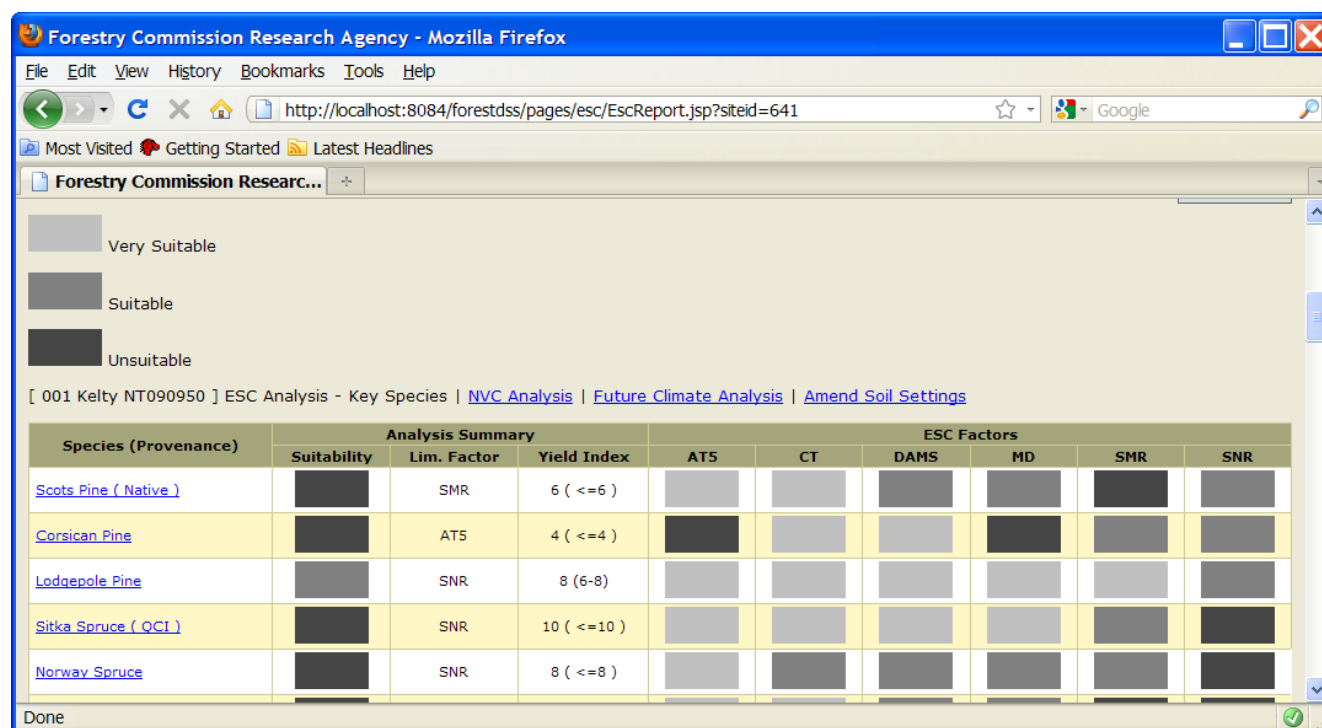 Forestry Commission Research Agency - Mozilla Firefox
File Edit View History Bookmarks Tools Help
http://localhost:8084/forestdss/pages/esc/EscReport.jsp?siteid=641 Google
Most Visited Getting Started Latest Headlines
Forestry Commission Researc...
Very Suitable
Suitable
Unsuitable
[ 001 Kelty NT090950 ] ESC Analysis - Key Species | NVC Analysis | Future Climate Analysis | Amend Soil Settings
Species (Provenance) Analysis Summary ESC Factors
Suitability Lim. Factor Yield Index AT5 CT DAMS MD SMR SNR
Scots Pine ( Native ) SMR 6 ( <=6 )
Corsican Pine AT5 4 ( <=4 )
Lodgepole Pine SNR 8 (6-8)
Sitka Spruce ( QCI ) SNR 10 ( <=10 )
Norway Spruce SNR 8 ( <=8 )
Done